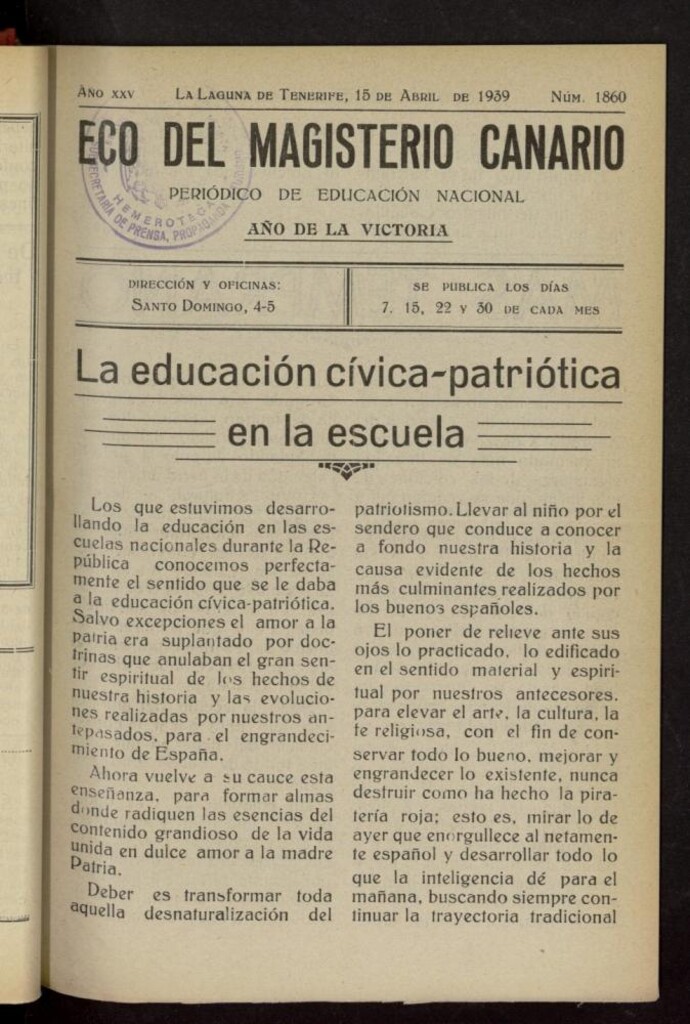 AÑO XXV LA LAGUNA DE TENERIFE, 15 DE ABRIL DE 1939 NÚM. 1860
ECO DEL MAGISTERIO CANARIO
PERIÓDICO DE EDUCACIÓN NACIONAL
AÑO DE LA VICTORIA
HEMEROTECA
SECRETARIA DE PRENSA, PROPAGANDA
DIRECCIÓN Y OFICINAS:
SANTO DOMINGO, 4-5
SE PUBLICA LOS DÍAS
7. 15, 22 Y 30 DE CADA MES
La educación cívica-patriótica
en la escuela
Los que estuvimos desarro-
llando la educación en las es-
cuelas nacionales durante la Re-
pública conocemos perfecta-
mente el sentido que se le daba
a la educación cívica-patriótica.
Salvo excepciones el amor a la
patria era suplantado por doc-
trinas que anulaban el gran sen-
tir espiritual de los hechos de
nuestra historia y las evolucio-
nes realizadas por nuestros an-
tepasados, para el engrandeci-
miento de España.
Ahora vuelve a su cauce esta
enseñanza, para formar almas
donde radiquen las esencias del
contenido grandioso de la vida
unida en dulce amor a la madre
Patria.
Deber es transformar toda
aquella desnaturalización del
patriotismo. Llevar al niño por el
sendero que conduce a conocer
a fondo nuestra historia y la
causa evidente de los hechos
más culminantes realizados por
los buenos españoles.
El poner de relieve ante sus
ojos lo practicado, lo edificado
en el sentido material y espiri-
tual por nuestros antecesores,
para elevar el arte, la cultura, la
fe religiosa, con el fin de con-
servar todo lo bueno, mejorar y
engrandecer lo existente, nunca
destruir como ha hecho la pira-
tería roja; esto es, mirar lo de
ayer que enorgullece al netamen-
te español y desarrollar todo lo
que la inteligencia dé para el
mañana, buscando siempre con-
tinuar la trayectoria tradicional